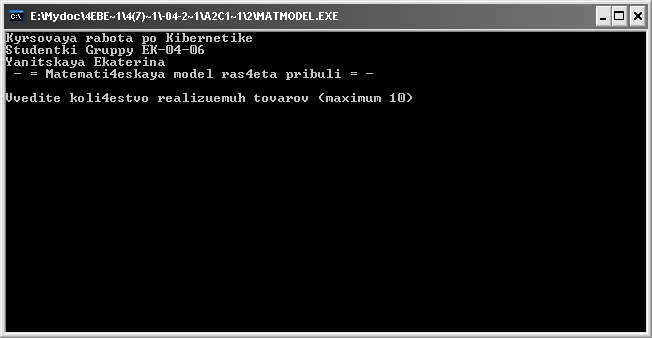 E:\Mydoc\4EBE~1\4(7)~1\-04-2~1\A2C1~1\2\MATMODEL.EXE
Kyrsovaya rabota po Kibernetike
Studentki Gruppy EK-04-06
Yanitskaya Ekaterina
- = Matemati4eskaya model ras4eta pribuli = -
Vvedite koli4estvo realizuemuh tovarov (maximum 10)